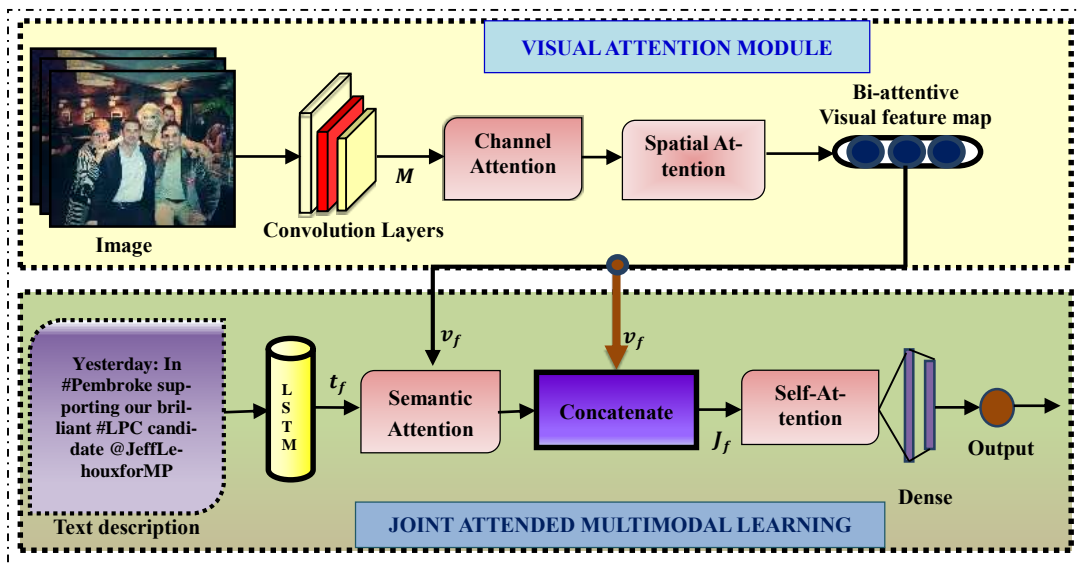 VISUAL ATTENTION MODULE
Bi-attentive
Visual feature map
Channel
Attention
Spatial At-
tention
M
Image
Convolution Layers
v_f
v_f
Yesterday: In
#Pembroke sup-
porting our bril-
liant #LPC candi-
date @JeffLe-
houxforMP
L
S
T
M
t_f
Semantic
Attention
Concatenate
J_f
Self-At-
tention
Output
Dense
Text description
JOINT ATTENDED MULTIMODAL LEARNING